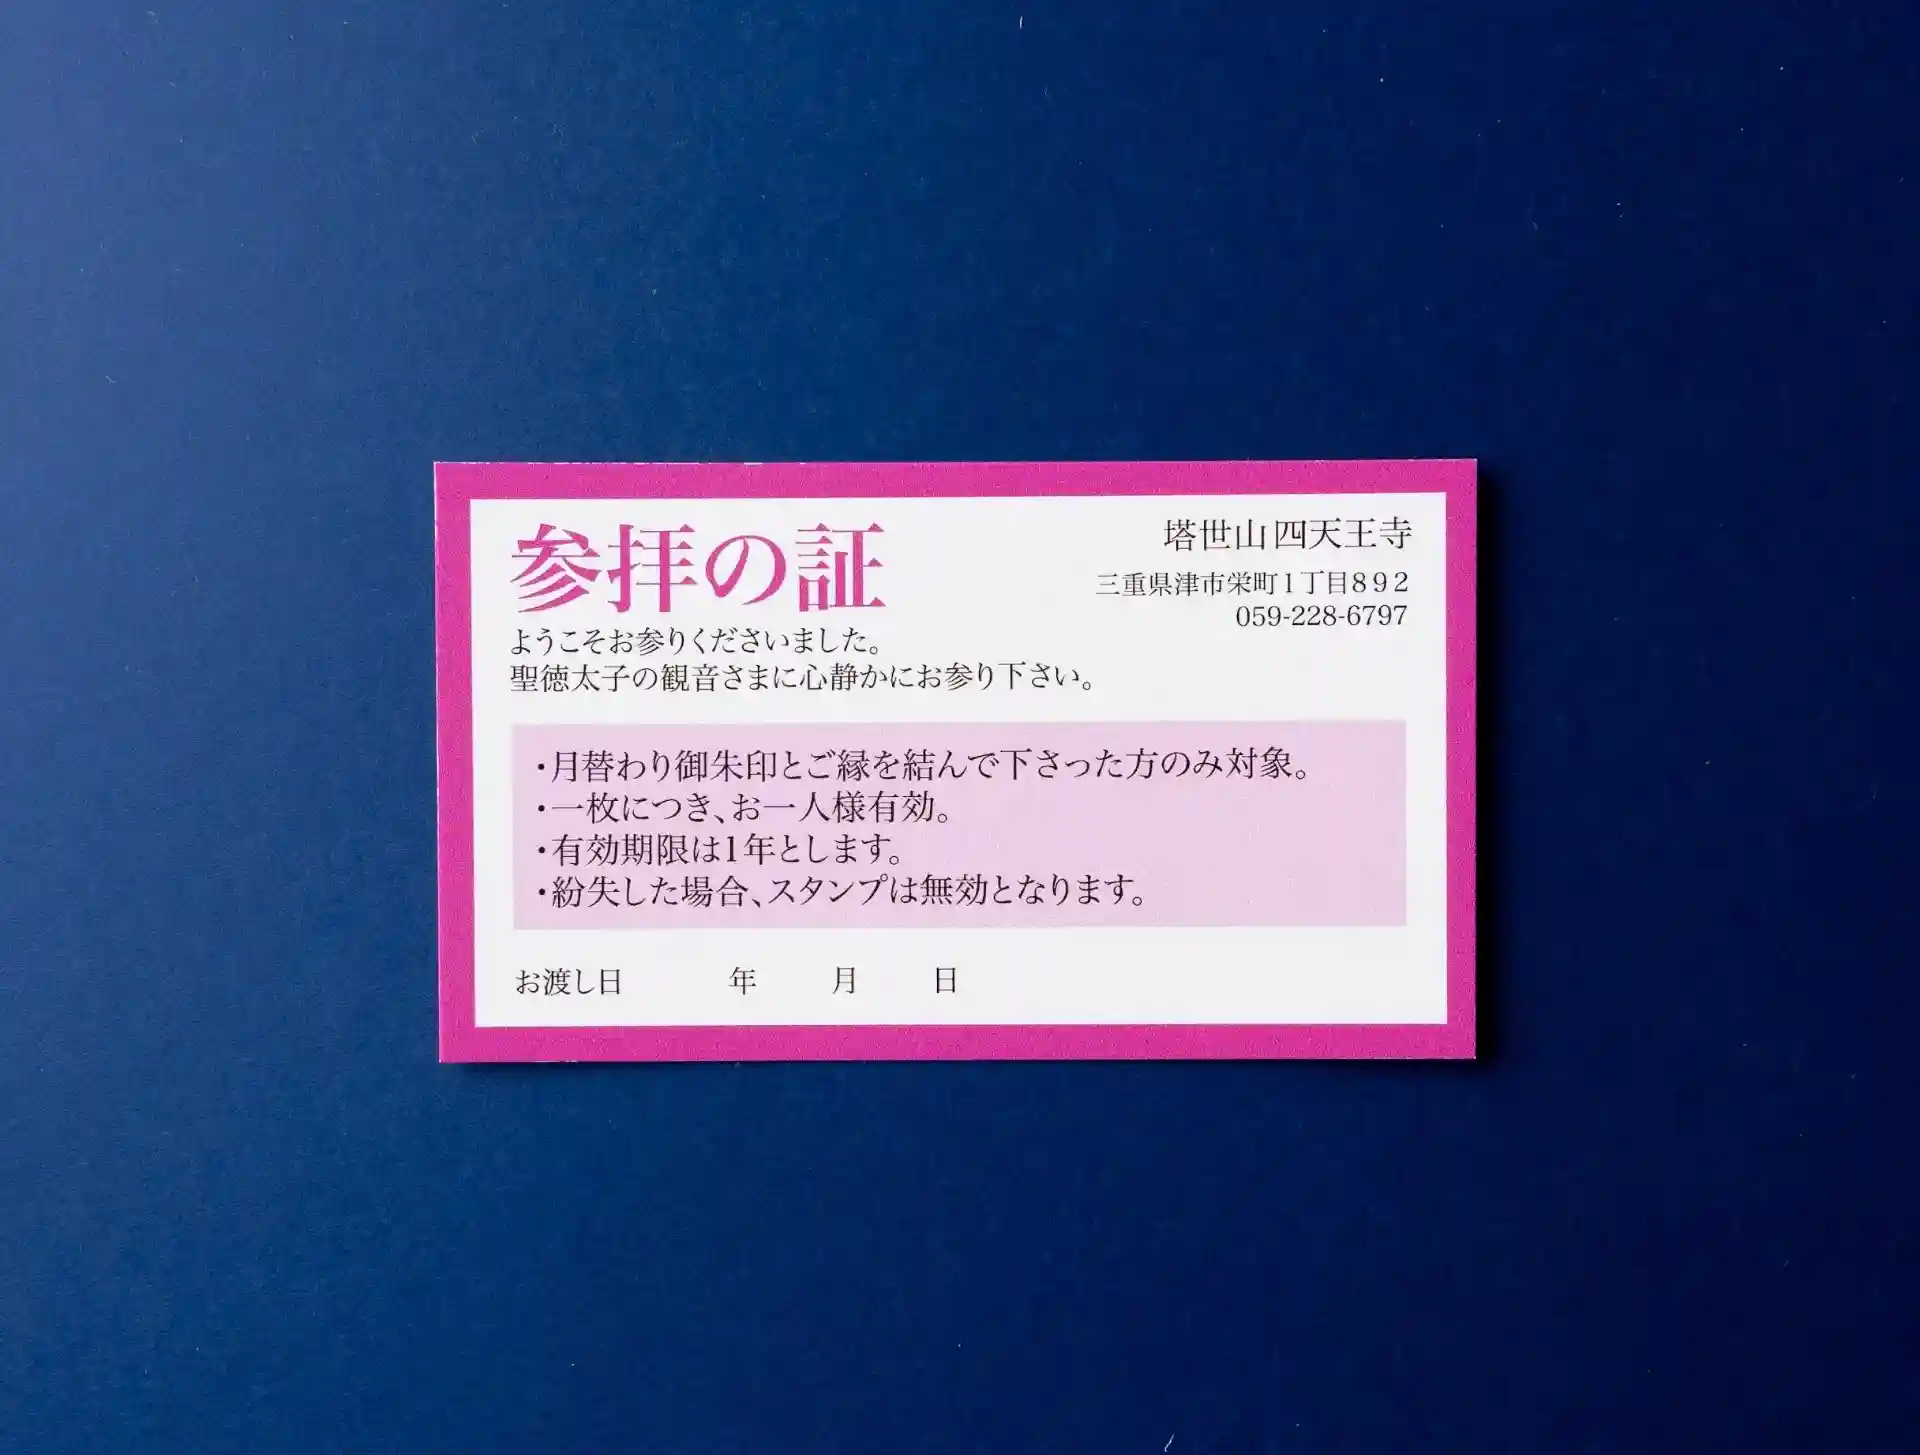 参拝の証
塔世山 四天王寺
三重県津市栄町1丁目892
059-228-6797
ようこそお参りくださいました。
聖徳太子の観音さまに心静かにお参り下さい。
・月替わり御朱印とご縁を結んで下さった方のみ対象。
・一枚につき、お一人様有効。
・有効期限は1年とします。
・紛失した場合、スタンプは無効となります。
お渡し日　年　月　日